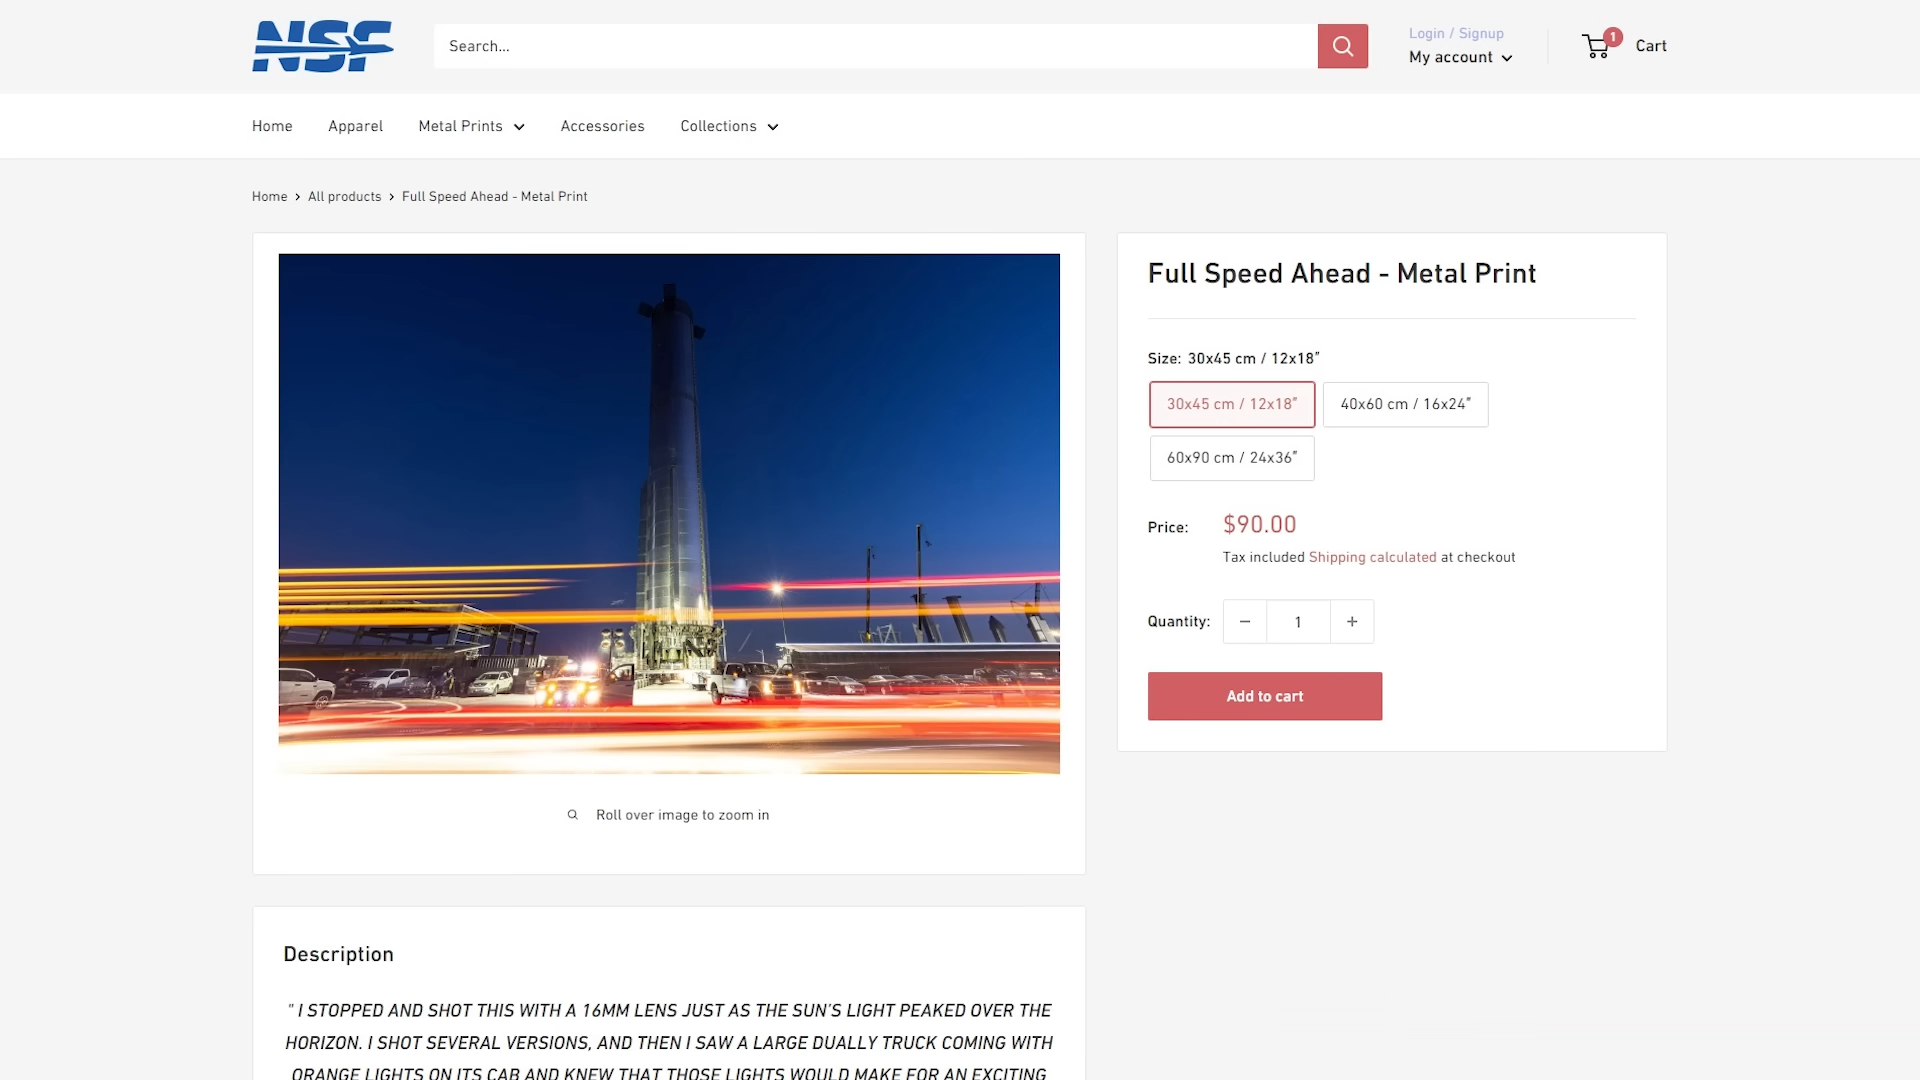 NSF
Search...
Login / Signup
My account
1
Cart
Home
Apparel
Metal Prints
Accessories
Collections
Home
All products
Full Speed Ahead - Metal Print
Full Speed Ahead - Metal Print
Size: 30x45 cm / 12x18”
30x45 cm / 12x18”
40x60 cm / 16x24”
60x90 cm / 24x36”
Price: $90.00
Tax included Shipping calculated at checkout
Quantity: − 1 +
Add to cart
Roll over image to zoom in
Description
" I STOPPED AND SHOT THIS WITH A 16MM LENS JUST AS THE SUN’S LIGHT PEAKED OVER THE
HORIZON. I SHOT SEVERAL VERSIONS, AND THEN I SAW A LARGE DUALLY TRUCK COMING WITH
ORANGE LIGHTS ON ITS CAB AND KNEW THAT THOSE LIGHTS WOULD MAKE FOR AN EXCITING